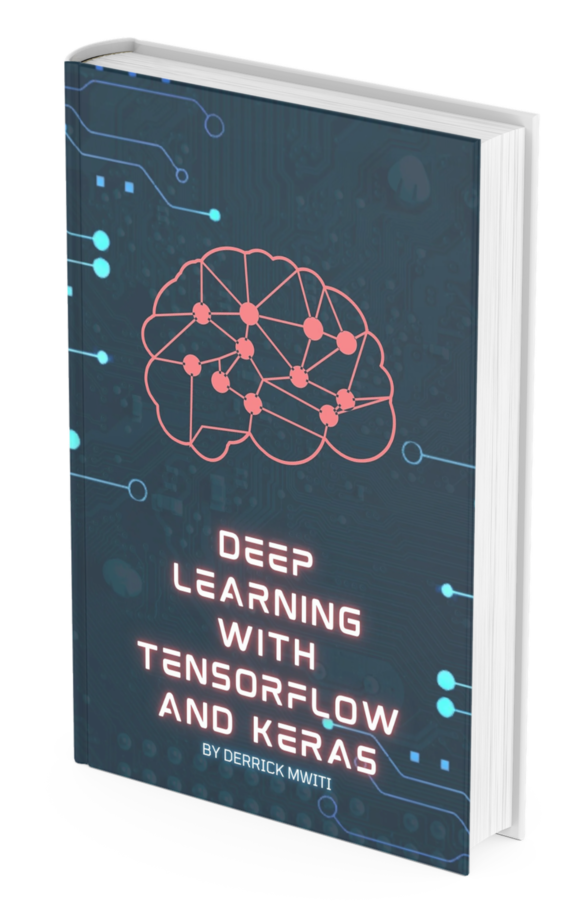 DEEP
LEARNING
WITH
TENSORFLOW
AND KERAS
BY DERRICK MWITI